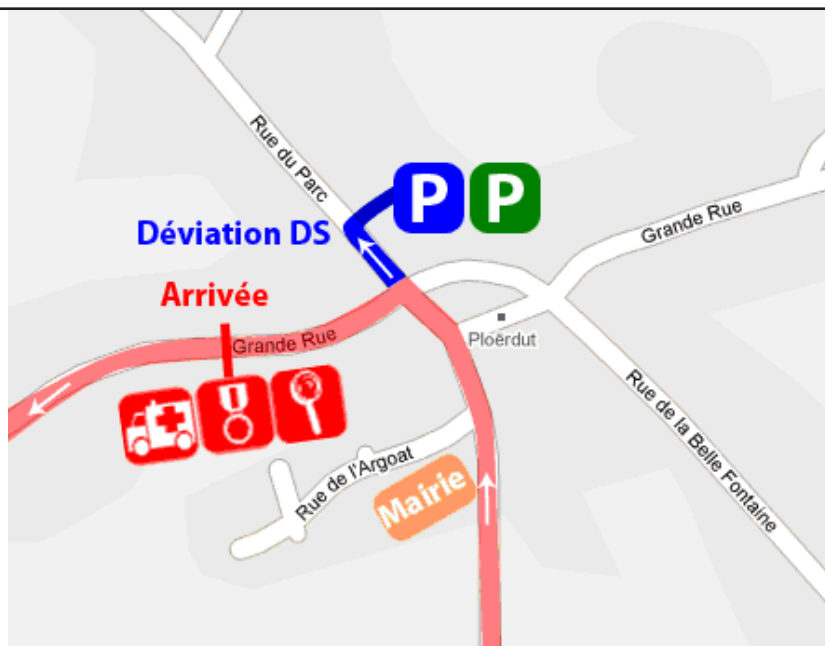 Rue du Parc
P
P
Déviation DS
Grande Rue
Arrivée
Grande Rue
Ploërdut
Rue de la Belle Fontaine
Rue de l'Argoat
Mairie